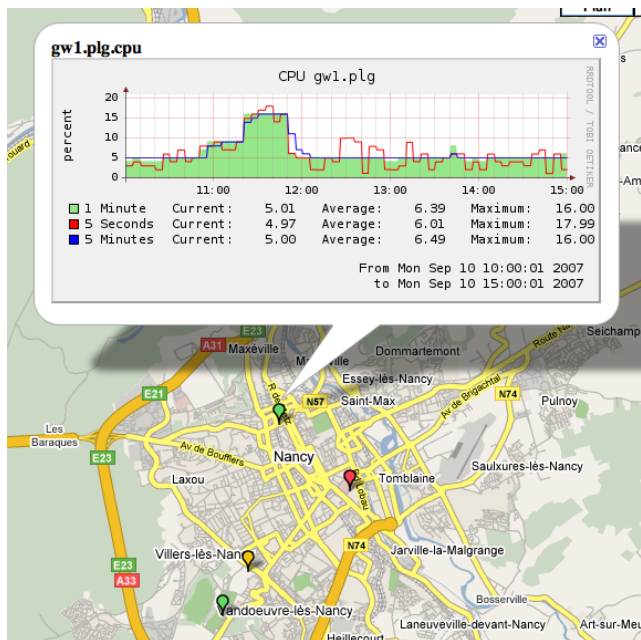 Plan
gw1.plg.cpu
CPU gw1.plg
RRDTOOL / TOBI OETIKER
percent
20
15
10
5
0
11:00 12:00 13:00 14:00 15:00
1 Minute Current: 5.01 Average: 6.39 Maximum: 16.00
5 Seconds Current: 4.97 Average: 6.01 Maximum: 17.99
5 Minutes Current: 5.00 Average: 6.49 Maximum: 16.00
From Mon Sep 10 10:00:01 2007
to Mon Sep 10 15:00:01 2007
E23
A31
Maxéville
Dommartemont
Seichamp
Essey-lès-Nancy
E21
N57
Saint-Max
Av de Brigachtal
N74
Pulnoy
Les
Baraques
E23
Av de Boufflers
Nancy
Laxou
Tomblaine
Saulxures-lès-Nancy
N74
Jarville-la-Malgrange
Villers-lès-Nan
E23
A33
Vandoeuvre-lès-Nancy
Bosserville
Laneuveville-devant-Nancy
Art-sur-Me
Heillecourt